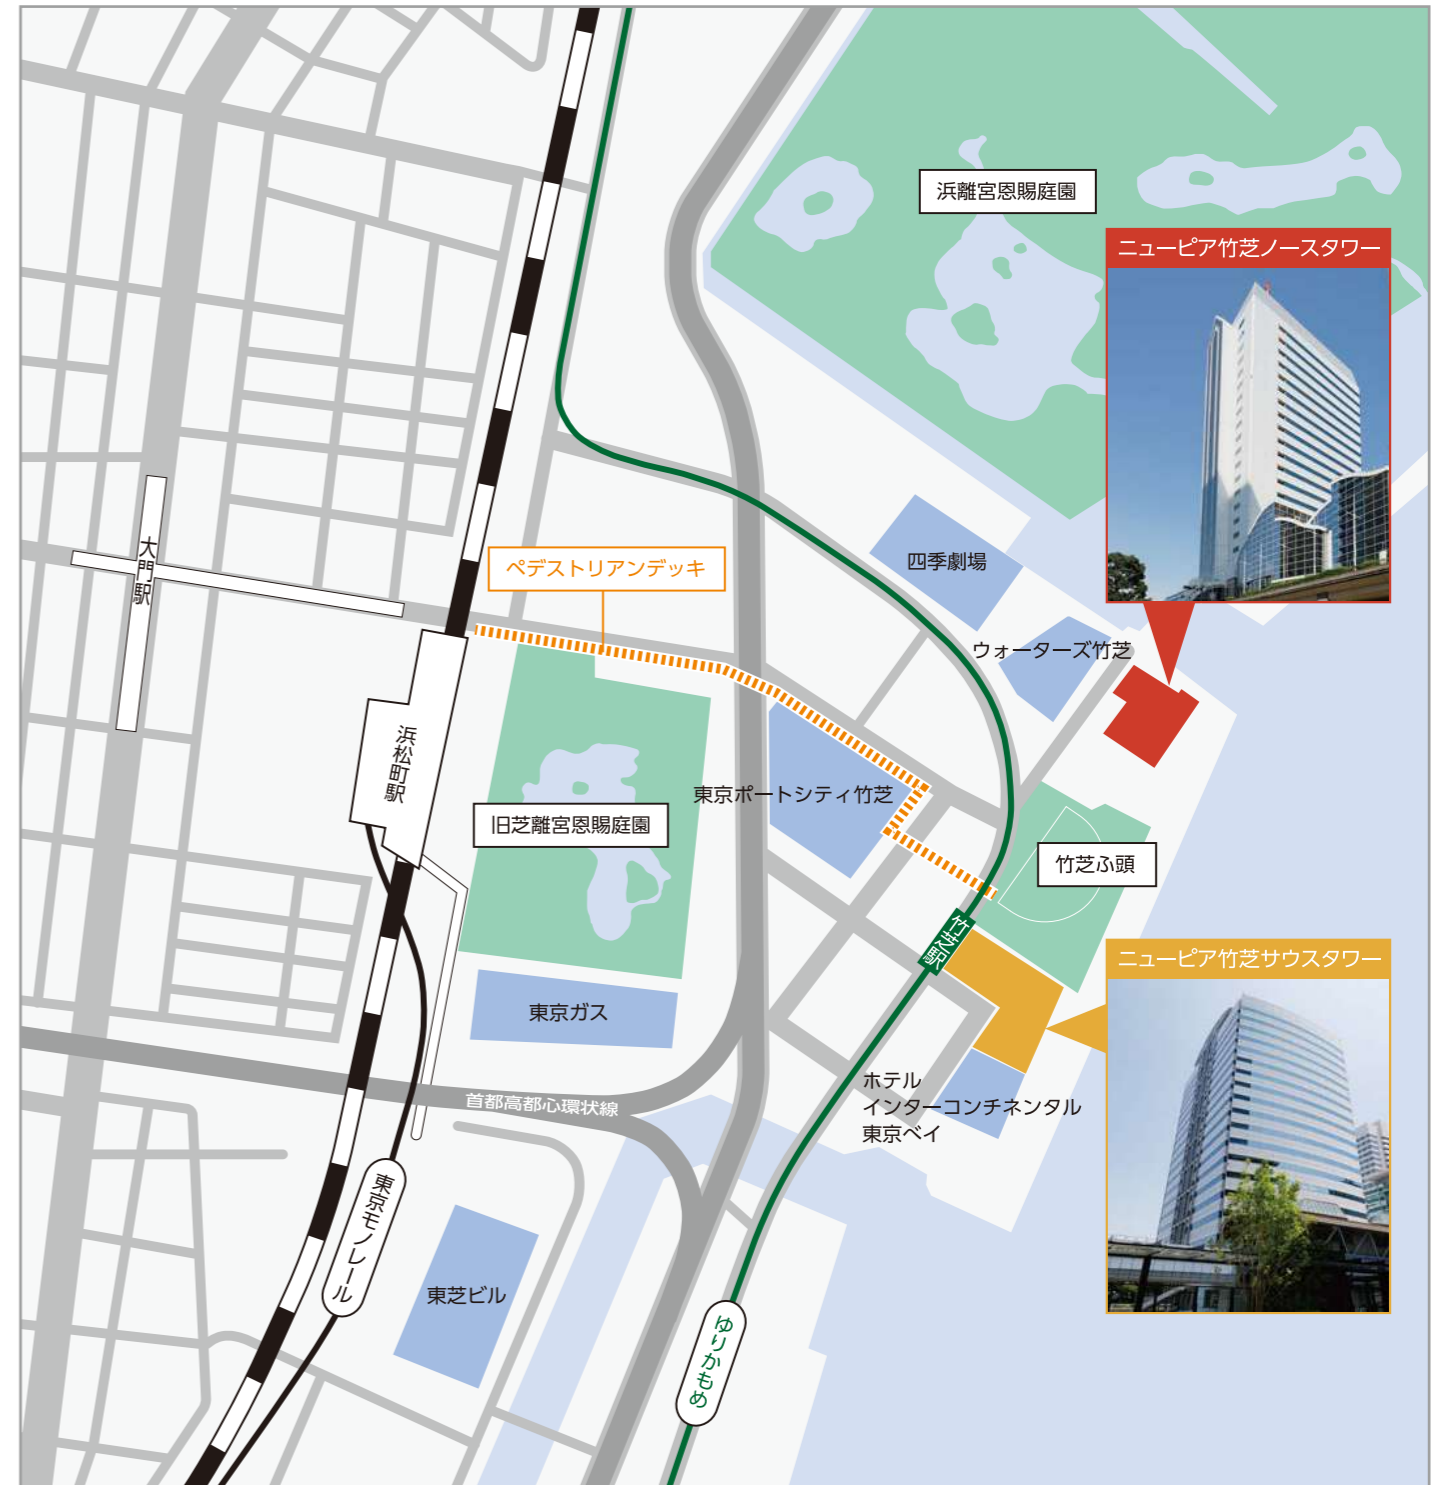 浜離宮恩賜庭園
ニューピア竹芝ノースタワー
大門駅
ペデストリアンデッキ
四季劇場
ウォーターズ竹芝
浜松町駅
東京ポートシティ竹芝
旧芝離宮恩賜庭園
竹芝ふ頭
竹芝駅
ニューピア竹芝サウスタワー
東京ガス
首都高都心環状線
ホテル
インターコンチネンタル
東京ベイ
東京モノレール
東芝ビル
ゆりかもめ